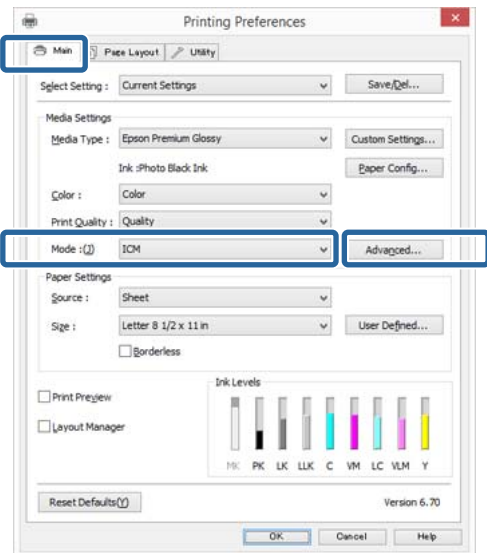 Printing Preferences
Main Page Layout Utility
Select Setting : Current Settings Save/Del...
Media Settings
Media Type : Epson Premium Glossy Custom Settings...
Ink :Photo Black Ink Paper Config...
Color : Color
Print Quality : Quality
Mode :(J) ICM Advanced...
Paper Settings
Source : Sheet
Size : Letter 8 1/2 x 11 in User Defined...
Borderless
Ink Levels
Print Preview
Layout Manager
MK PK LK LLK C VM LC VLM Y
Reset Defaults(Y) Version 6.70
OK Cancel Help